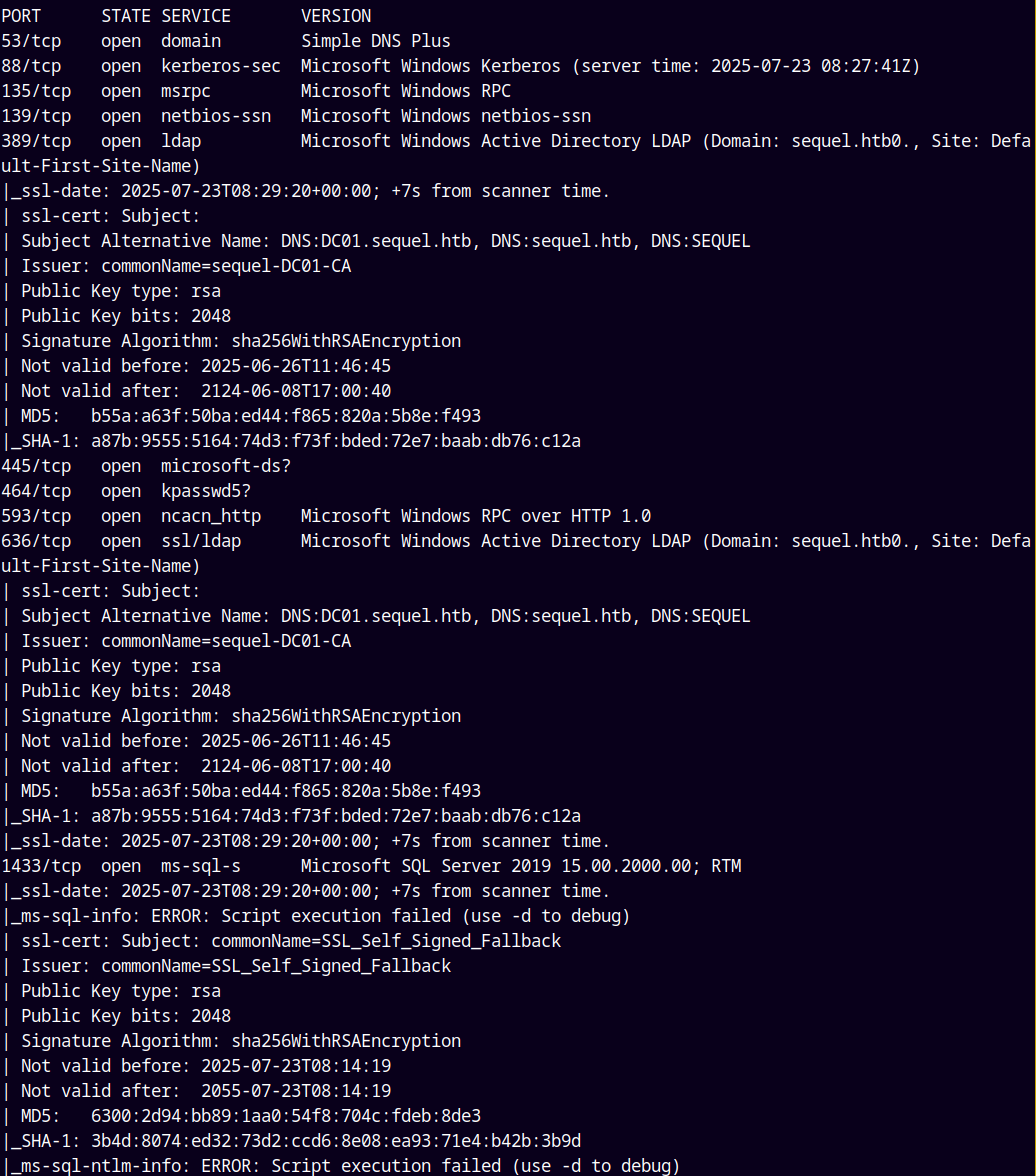 PORT      STATE SERVICE       VERSION
53/tcp    open  domain        Simple DNS Plus
88/tcp    open  kerberos-sec  Microsoft Windows Kerberos (server time: 2025-07-23 08:27:41Z)
135/tcp   open  msrpc         Microsoft Windows RPC
139/tcp   open  netbios-ssn   Microsoft Windows netbios-ssn
389/tcp   open  ldap          Microsoft Windows Active Directory LDAP (Domain: sequel.htb0., Site: Defa
ult-First-Site-Name)
|_ssl-date: 2025-07-23T08:29:20+00:00; +7s from scanner time.
| ssl-cert: Subject:
| Subject Alternative Name: DNS:DC01.sequel.htb, DNS:sequel.htb, DNS:SEQUEL
| Issuer: commonName=sequel-DC01-CA
| Public Key type: rsa
| Public Key bits: 2048
| Signature Algorithm: sha256WithRSAEncryption
| Not valid before: 2025-06-26T11:46:45
| Not valid after:  2124-06-08T17:00:40
| MD5:   b55a:a63f:50ba:ed44:f865:820a:5b8e:f493
|_SHA-1: a87b:9555:5164:74d3:f73f:bded:72e7:baab:db76:c12a
445/tcp   open  microsoft-ds?
464/tcp   open  kpasswd5?
593/tcp   open  ncacn_http    Microsoft Windows RPC over HTTP 1.0
636/tcp   open  ssl/ldap      Microsoft Windows Active Directory LDAP (Domain: sequel.htb0., Site: Defa
ult-First-Site-Name)
| ssl-cert: Subject:
| Subject Alternative Name: DNS:DC01.sequel.htb, DNS:sequel.htb, DNS:SEQUEL
| Issuer: commonName=sequel-DC01-CA
| Public Key type: rsa
| Public Key bits: 2048
| Signature Algorithm: sha256WithRSAEncryption
| Not valid before: 2025-06-26T11:46:45
| Not valid after:  2124-06-08T17:00:40
| MD5:   b55a:a63f:50ba:ed44:f865:820a:5b8e:f493
|_SHA-1: a87b:9555:5164:74d3:f73f:bded:72e7:baab:db76:c12a
|_ssl-date: 2025-07-23T08:29:20+00:00; +7s from scanner time.
1433/tcp  open  ms-sql-s      Microsoft SQL Server 2019 15.00.2000.00; RTM
|_ssl-date: 2025-07-23T08:29:20+00:00; +7s from scanner time.
|_ms-sql-info: ERROR: Script execution failed (use -d to debug)
| ssl-cert: Subject: commonName=SSL_Self_Signed_Fallback
| Issuer: commonName=SSL_Self_Signed_Fallback
| Public Key type: rsa
| Public Key bits: 2048
| Signature Algorithm: sha256WithRSAEncryption
| Not valid before: 2025-07-23T08:14:19
| Not valid after:  2055-07-23T08:14:19
| MD5:   6300:2d94:bb89:1aa0:54f8:704c:fdeb:8de3
|_SHA-1: 3b4d:8074:ed32:73d2:ccd6:8e08:ea93:71e4:b42b:3b9d
|_ms-sql-ntlm-info: ERROR: Script execution failed (use -d to debug)